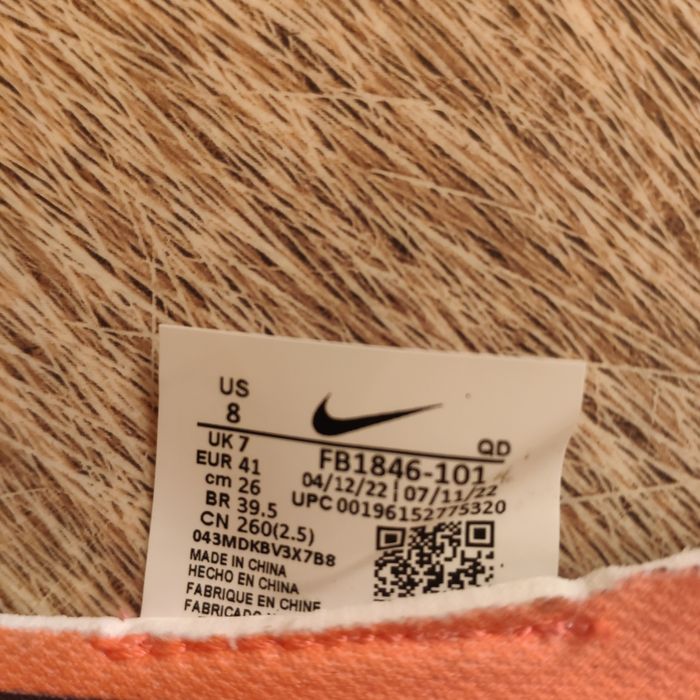 US
8
UK 7
EUR 41
cm 26
BR 39.5
CN 260(2.5)
043MDKBV3X7B8
MADE IN CHINA
HECHO EN CHINA
FABRIQUE EN CHINE
FABRICADO
QD
FB1846-101
04/12/22 | 07/11/22
UPC 00196152775320